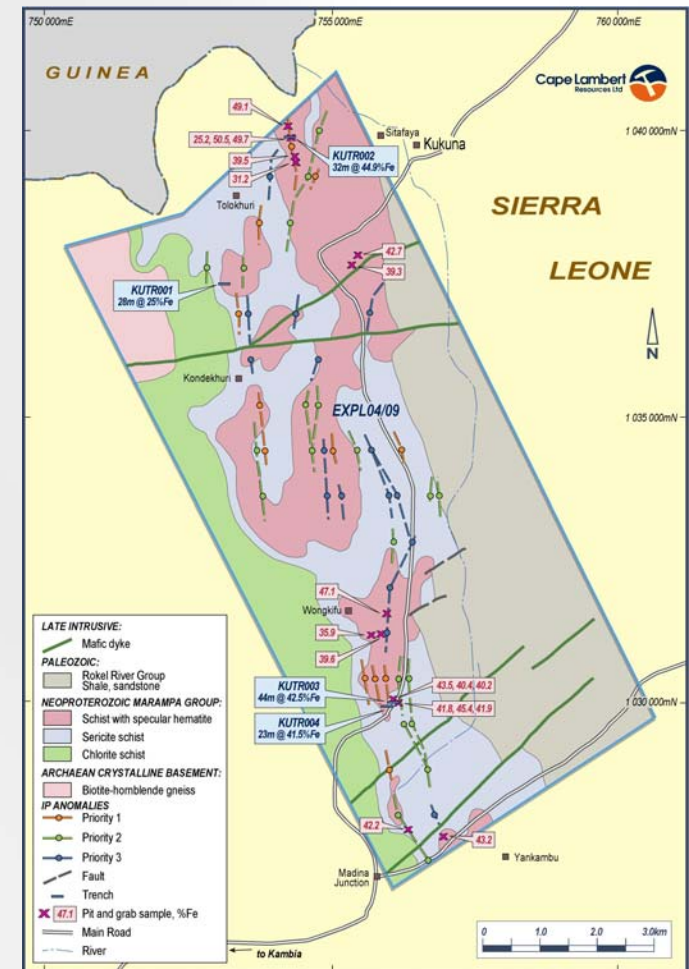 750 000mE
755 000mE
760 000mE
GUINEA
Cape Lambert
Resources Ltd
49.1
25.2, 50.5, 49.7
39.5
31.2
KUTR002
32m @ 44.9%Fe
Sitafaya
Kukuna
1 040 000mN
Tolokhuri
SIERRA
LEONE
42.7
39.3
KUTR001
28m @ 25%Fe
N
Kondekhuri
EXPL04/09
1 035 000mN
47.1
Wongkifu
35.9
39.6
KUTR003
44m @ 42.5%Fe
43.5, 40.4, 40.2
41.8, 45.4, 41.9
1 030 000mN
KUTR004
23m @ 41.5%Fe
42.2
43.2
Yankambu
Madina
Junction
LATE INTRUSIVE:
Mafic dyke
PALEOZOIC:
Rokel River Group
Shale, sandstone
NEOPROTEROZOIC MARAMPA GROUP:
Schist with specular hematite
Sericite schist
Chlorite schist
ARCHAEAN CRYSTALLINE BASEMENT:
Biotite-hornblende gneiss
IP ANOMALIES
Priority 1
Priority 2
Priority 3
Fault
Trench
47.1 Pit and grab sample, %Fe
Main Road
River
to Kambia
0 1.0 2.0 3.0km